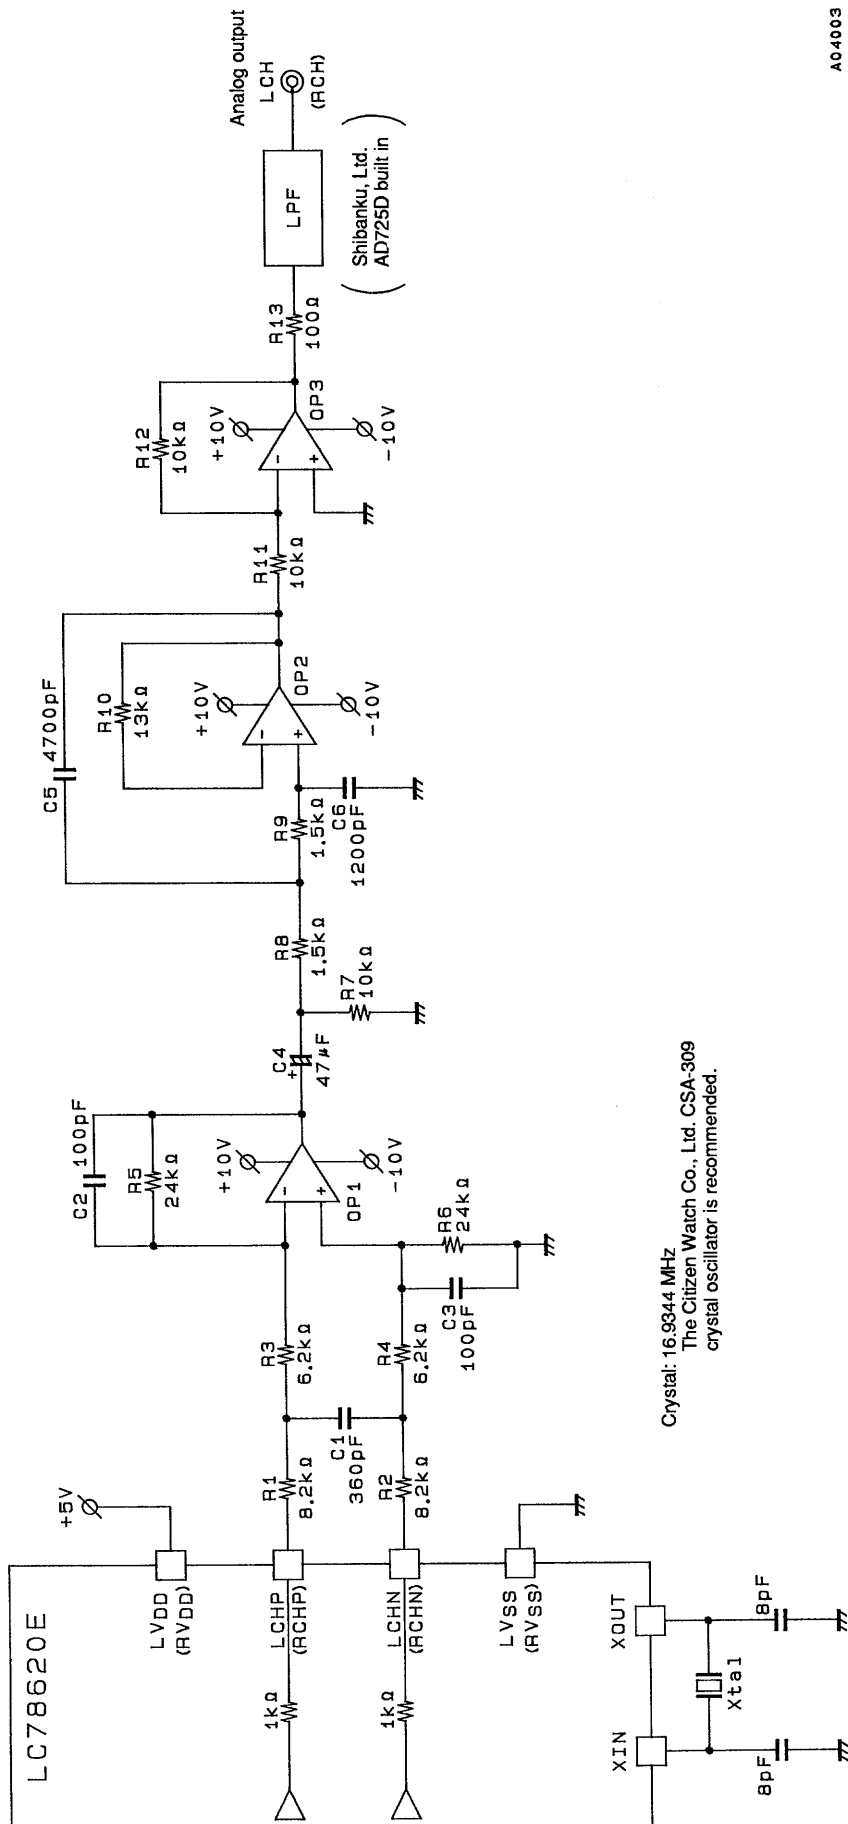 LC78620E
+5V
LVDD
(RVDD)
LCHP
(RCHP)
LCHN
(RCHN)
LVSS
(RVSS)
1kΩ
1kΩ
XIN
XOUT
Xtal
8pF
8pF
R1
8.2kΩ
C1
360pF
R2
8.2kΩ
R3
6.2kΩ
R4
6.2kΩ
C3
100pF
R6
24kΩ
C2 100pF
R5
24kΩ
+10V
-
+
-10V
OP1
+
C4
47μF
R7
10kΩ
R8
1.5kΩ
C5 4700pF
R9
1.5kΩ
C6
1200pF
R10
13kΩ
+10V
-
+
-10V
OP2
R11
10kΩ
R12
10kΩ
+10V
-
+
-10V
OP3
R13
100Ω
LPF
(Shibanku, Ltd.
AD725D built in)
Analog output
LCH
(RCH)
Crystal: 16.9344 MHz
The Citizen Watch Co., Ltd. CSA-309
crystal oscillator is recommended.
A04003